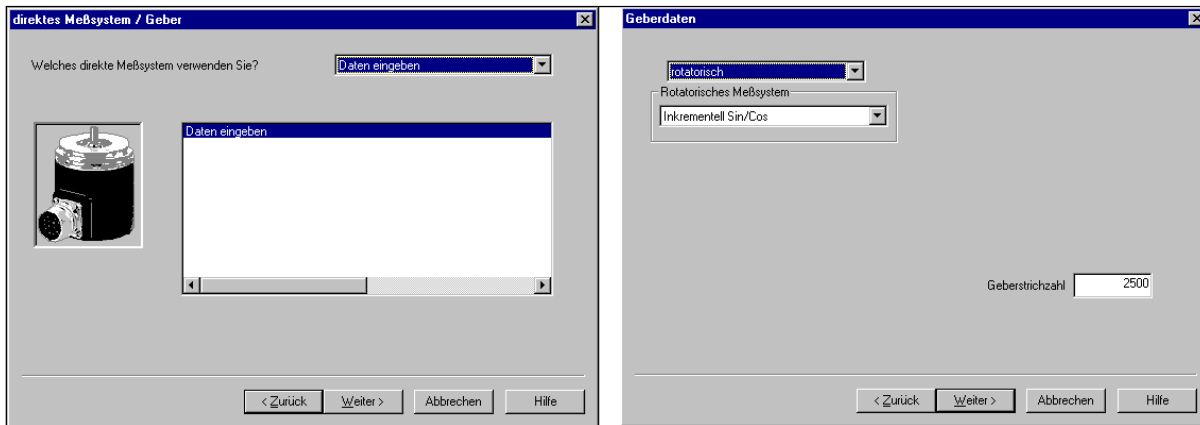 direktes Meßsystem / Geber
Welches direkte Meßsystem verwenden Sie?
Daten eingeben
Daten eingeben
< Zurück
Weiter >
Abbrechen
Hilfe
Geberdaten
rotatorisch
Rotatorisches Meßsystem
Inkrementell Sin/Cos
Geberstrichzahl
2500
< Zurück
Weiter >
Abbrechen
Hilfe